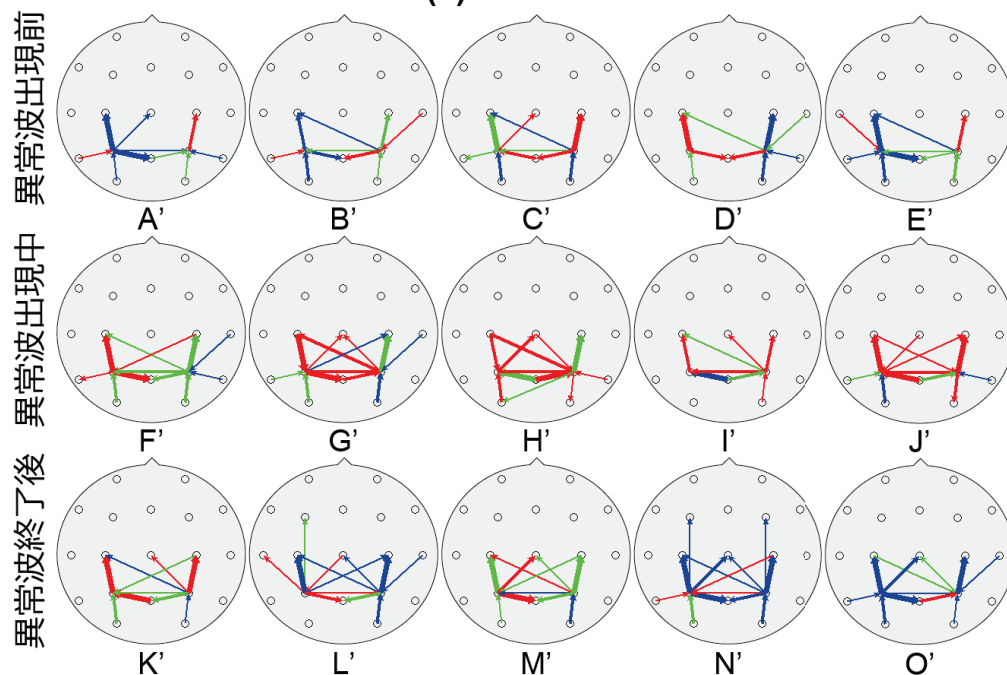 異常波出現前
A’ B’ C’ D’ E’
異常波出現中
F’ G’ H’ I’ J’
異常波終了後
K’ L’ M’ N’ O’